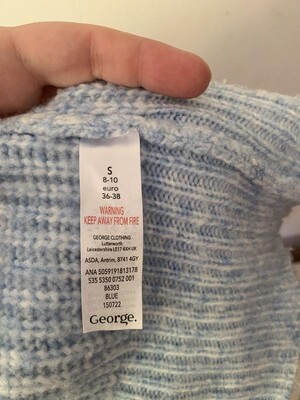 S
8-10
euro
36-38
WARNING
KEEP AWAY FROM FIRE
GEORGE CLOTHING
Lutterworth
Leicestershire LE17 4XH UK
ASDA, Antrim, BT41 4GY
ANA 5059191813178
535 5350 0752 001
86303
BLUE
150722
George.